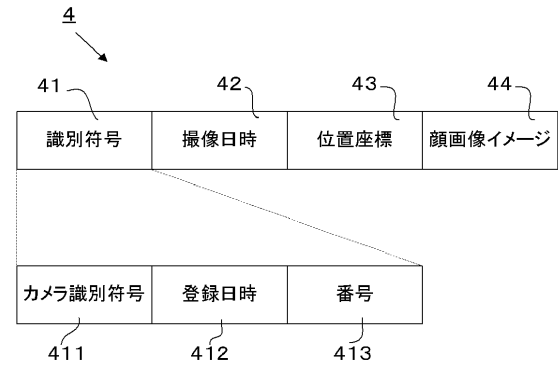 4
41 42 43 44
識別符号 撮像日時 位置座標 顔画像イメージ
カメラ識別符号 登録日時 番号
411 412 413